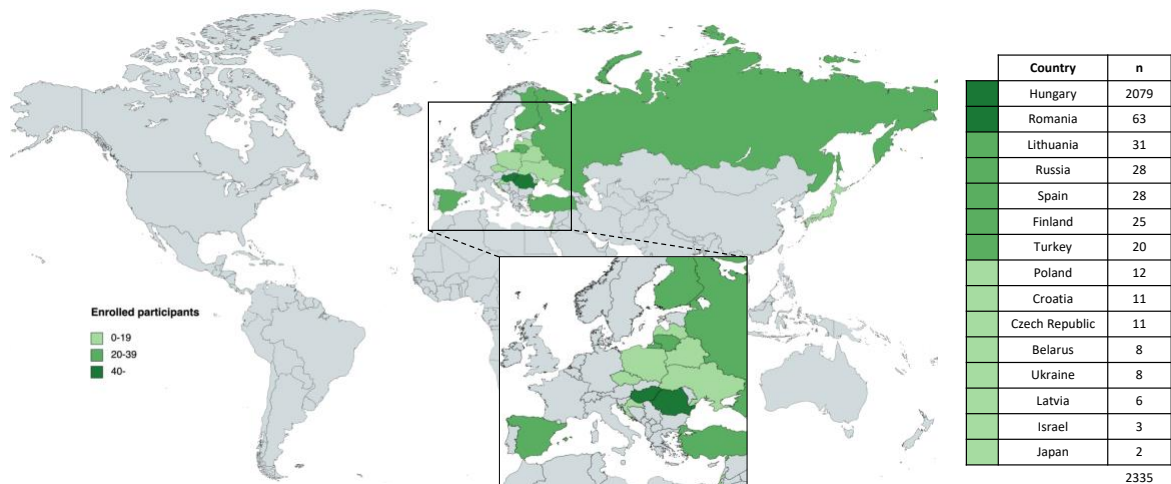 Enrolled participants
0-19
20-39
40-
Country n
Hungary 2079
Romania 63
Lithuania 31
Russia 28
Spain 28
Finland 25
Turkey 20
Poland 12
Croatia 11
Czech Republic 11
Belarus 8
Ukraine 8
Latvia 6
Israel 3
Japan 2
2335